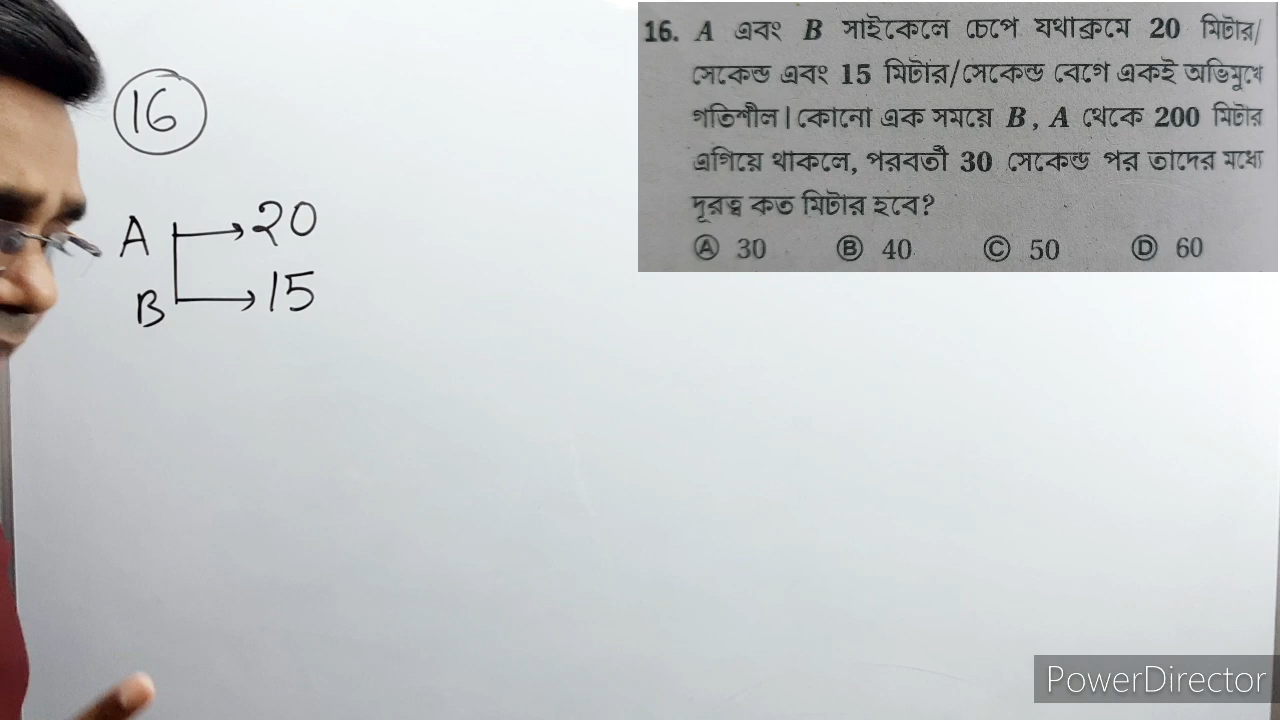 16
A → 20
B → 15
16. A এবং B সাইকেলে চেপে যথাক্রমে 20 মিটার/
সেকেন্ড এবং 15 মিটার/সেকেন্ড বেগে একই অভিমুখে
গতিশীল। কোনো এক সময়ে B, A থেকে 200 মিটার
এগিয়ে থাকলে, পরবর্তী 30 সেকেন্ড পর তাদের মধ্যে
দূরত্ব কত মিটার হবে?
Ⓐ 30 Ⓑ 40 Ⓒ 50 Ⓓ 60
PowerDirector